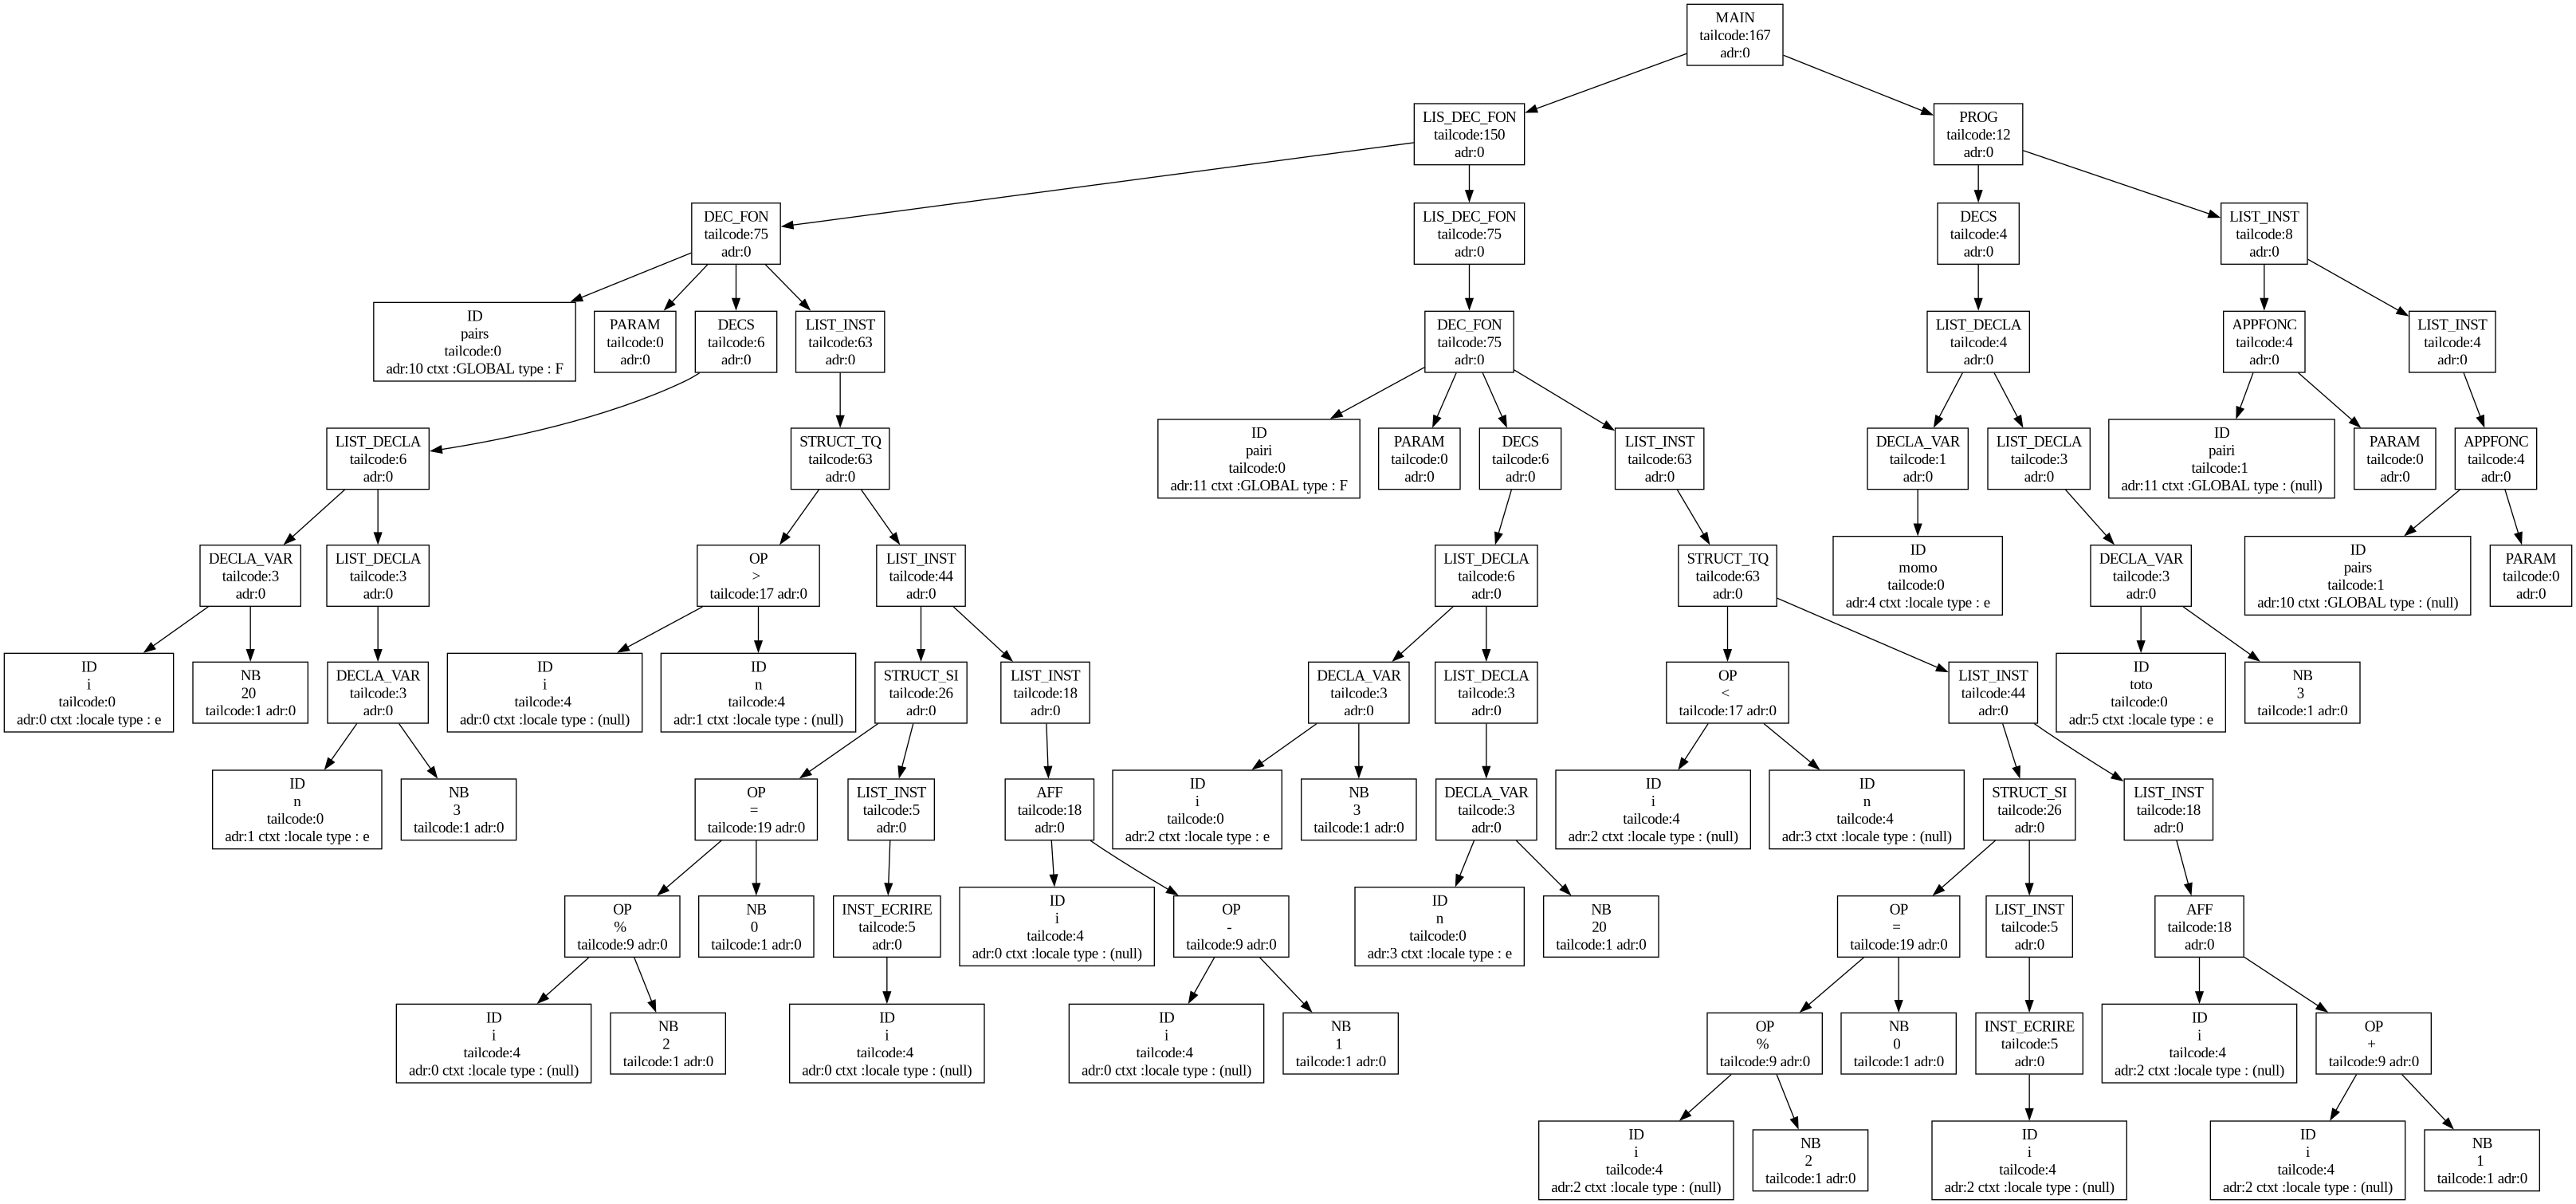 MAIN
tailcode:167
adr:0
LIS_DEC_FON
tailcode:150
adr:0
PROG
tailcode:12
adr:0
DEC_FON
tailcode:75
adr:0
LIS_DEC_FON
tailcode:75
adr:0
DECS
tailcode:4
adr:0
LIST_INST
tailcode:8
adr:0
ID
pairs
tailcode:0
adr:10 ctxt :GLOBAL type : F
PARAM
tailcode:0
adr:0
DECS
tailcode:6
adr:0
LIST_INST
tailcode:63
adr:0
DEC_FON
tailcode:75
adr:0
LIST_DECLA
tailcode:4
adr:0
APPFONC
tailcode:4
adr:0
LIST_INST
tailcode:4
adr:0
LIST_DECLA
tailcode:6
adr:0
STRUCT_TQ
tailcode:63
adr:0
ID
pairi
tailcode:0
adr:11 ctxt :GLOBAL type : F
PARAM
tailcode:0
adr:0
DECS
tailcode:6
adr:0
LIST_INST
tailcode:63
adr:0
DECLA_VAR
tailcode:1
adr:0
LIST_DECLA
tailcode:3
adr:0
ID
pairi
tailcode:1
adr:11 ctxt :GLOBAL type : (null)
PARAM
tailcode:0
adr:0
APPFONC
tailcode:4
adr:0
DECLA_VAR
tailcode:3
adr:0
LIST_DECLA
tailcode:3
adr:0
OP
>
tailcode:17 adr:0
LIST_INST
tailcode:44
adr:0
LIST_DECLA
tailcode:6
adr:0
STRUCT_TQ
tailcode:63
adr:0
ID
momo
tailcode:0
adr:4 ctxt :locale type : e
DECLA_VAR
tailcode:3
adr:0
ID
pairs
tailcode:1
adr:10 ctxt :GLOBAL type : (null)
PARAM
tailcode:0
adr:0
ID
i
tailcode:0
adr:0 ctxt :locale type : e
NB
20
tailcode:1 adr:0
DECLA_VAR
tailcode:3
adr:0
ID
i
tailcode:4
adr:0 ctxt :locale type : (null)
ID
n
tailcode:4
adr:1 ctxt :locale type : (null)
STRUCT_SI
tailcode:26
adr:0
LIST_INST
tailcode:18
adr:0
DECLA_VAR
tailcode:3
adr:0
LIST_DECLA
tailcode:3
adr:0
OP
<
tailcode:17 adr:0
LIST_INST
tailcode:44
adr:0
ID
toto
tailcode:0
adr:5 ctxt :locale type : e
NB
3
tailcode:1 adr:0
ID
n
tailcode:0
adr:1 ctxt :locale type : e
NB
3
tailcode:1 adr:0
OP
=
tailcode:19 adr:0
LIST_INST
tailcode:5
adr:0
AFF
tailcode:18
adr:0
ID
i
tailcode:0
adr:2 ctxt :locale type : e
NB
3
tailcode:1 adr:0
DECLA_VAR
tailcode:3
adr:0
ID
i
tailcode:4
adr:2 ctxt :locale type : (null)
ID
n
tailcode:4
adr:3 ctxt :locale type : (null)
STRUCT_SI
tailcode:26
adr:0
LIST_INST
tailcode:18
adr:0
OP
%
tailcode:9 adr:0
NB
0
tailcode:1 adr:0
INST_ECRIRE
tailcode:5
adr:0
ID
i
tailcode:4
adr:0 ctxt :locale type : (null)
OP
-
tailcode:9 adr:0
ID
n
tailcode:0
adr:3 ctxt :locale type : e
NB
20
tailcode:1 adr:0
OP
=
tailcode:19 adr:0
LIST_INST
tailcode:5
adr:0
AFF
tailcode:18
adr:0
ID
i
tailcode:4
adr:0 ctxt :locale type : (null)
NB
2
tailcode:1 adr:0
ID
i
tailcode:4
adr:0 ctxt :locale type : (null)
ID
i
tailcode:4
adr:0 ctxt :locale type : (null)
NB
1
tailcode:1 adr:0
OP
%
tailcode:9 adr:0
NB
0
tailcode:1 adr:0
INST_ECRIRE
tailcode:5
adr:0
ID
i
tailcode:4
adr:2 ctxt :locale type : (null)
OP
+
tailcode:9 adr:0
ID
i
tailcode:4
adr:2 ctxt :locale type : (null)
NB
2
tailcode:1 adr:0
ID
i
tailcode:4
adr:2 ctxt :locale type : (null)
ID
i
tailcode:4
adr:2 ctxt :locale type : (null)
NB
1
tailcode:1 adr:0